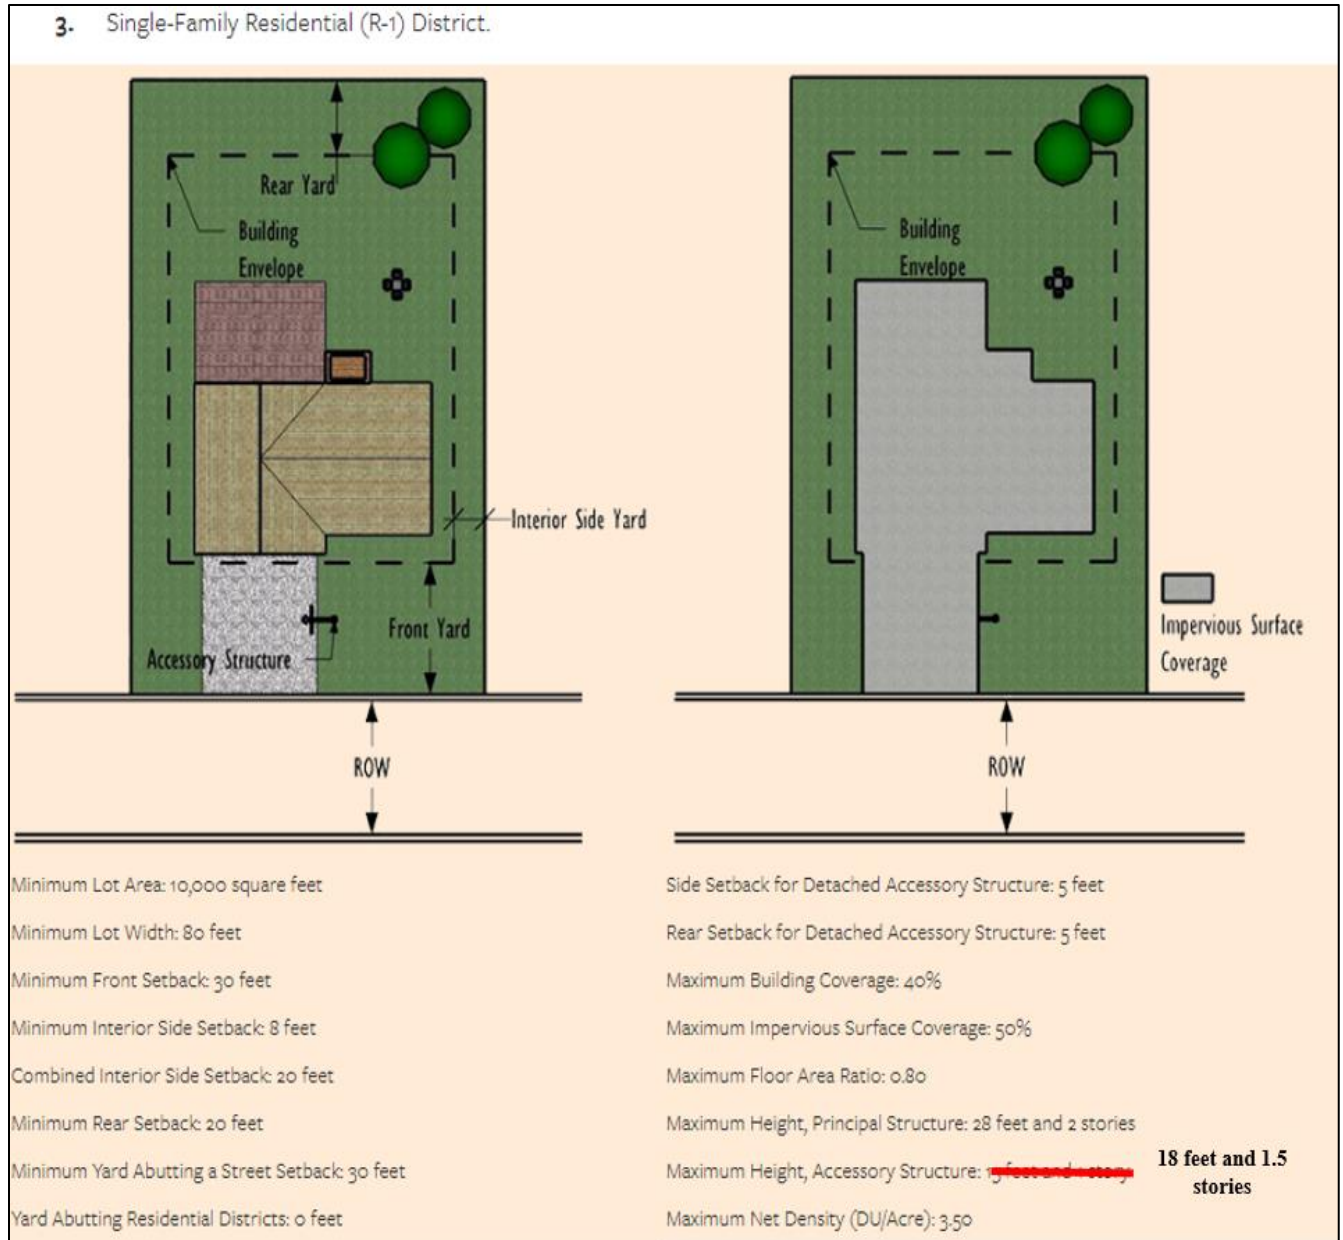 3. Single-Family Residential (R-1) District.
Rear Yard
Building
Envelope
Interior Side Yard
Front Yard
Accessory Structure
ROW
Building
Envelope
Impervious Surface
Coverage
ROW
Minimum Lot Area: 10,000 square feet
Minimum Lot Width: 80 feet
Minimum Front Setback: 30 feet
Minimum Interior Side Setback: 8 feet
Combined Interior Side Setback: 20 feet
Minimum Rear Setback: 20 feet
Minimum Yard Abutting a Street Setback: 30 feet
Yard Abutting Residential Districts: 0 feet
Side Setback for Detached Accessory Structure: 5 feet
Rear Setback for Detached Accessory Structure: 5 feet
Maximum Building Coverage: 40%
Maximum Impervious Surface Coverage: 50%
Maximum Floor Area Ratio: 0.80
Maximum Height, Principal Structure: 28 feet and 2 stories
Maximum Height, Accessory Structure:
18 feet and 1.5
stories
Maximum Net Density (DU/Acre): 3.50